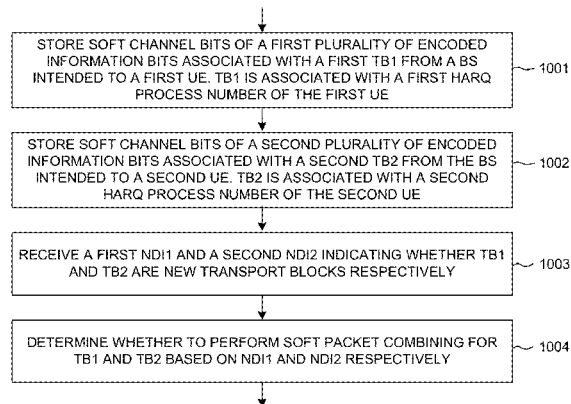 STORE SOFT CHANNEL BITS OF A FIRST PLURALITY OF ENCODED
INFORMATION BITS ASSOCIATED WITH A FIRST TB1 FROM A BS
INTENDED TO A FIRST UE. TB1 IS ASSOCIATED WITH A FIRST HARQ
PROCESS NUMBER OF THE FIRST UE
1001
STORE SOFT CHANNEL BITS OF A SECOND PLURALITY OF ENCODED
INFORMATION BITS ASSOCIATED WITH A SECOND TB2 FROM THE BS
INTENDED TO A SECOND UE. TB2 IS ASSOCIATED WITH A SECOND
HARQ PROCESS NUMBER OF THE SECOND UE
1002
RECEIVE A FIRST NDI1 AND A SECOND NDI2 INDICATING WHETHER TB1
AND TB2 ARE NEW TRANSPORT BLOCKS RESPECTIVELY
1003
DETERMINE WHETHER TO PERFORM SOFT PACKET COMBINING FOR
TB1 AND TB2 BASED ON NDI1 AND NDI2 RESPECTIVELY
1004